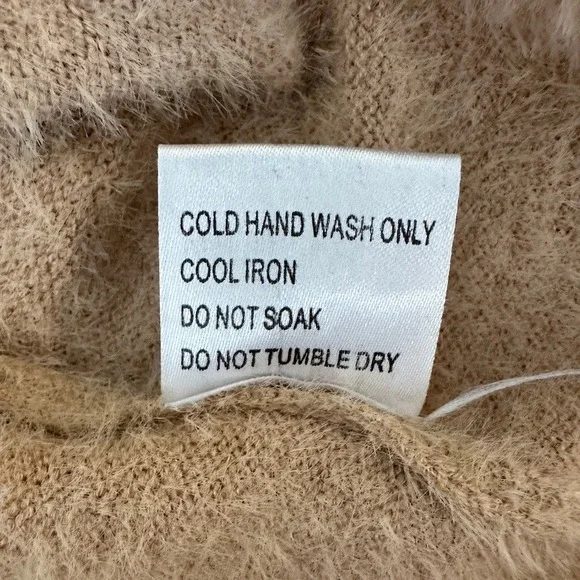 COLD HAND WASH ONLY
COOL IRON
DO NOT SOAK
DO NOT TUMBLE DRY